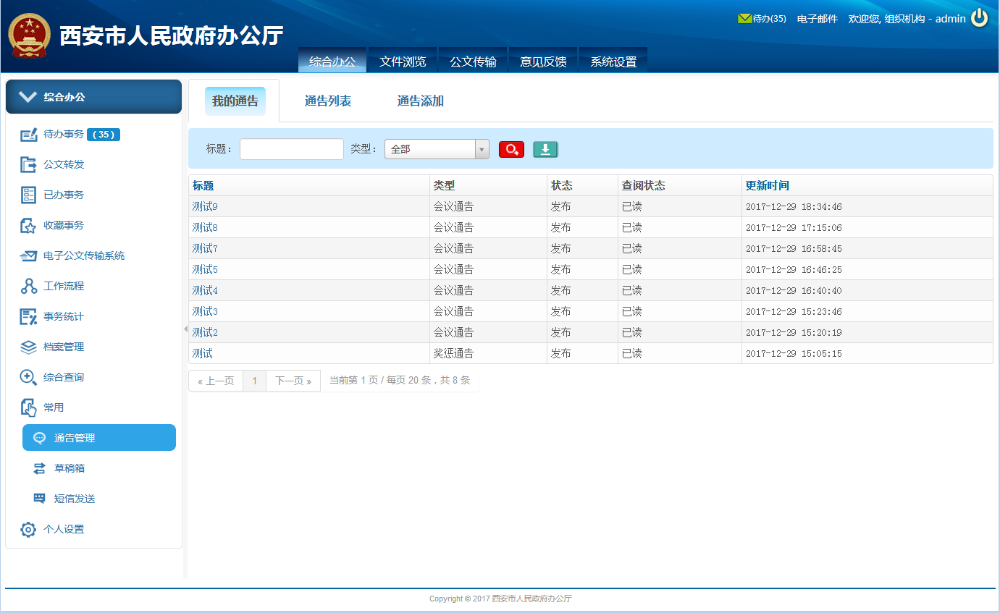 西安市人民政府办公厅
待办(35) 电子邮件 欢迎您, 组织机构 - admin
综合办公 文件浏览 公文传输 意见反馈 系统设置
综合办公
待办事务 ( 35 )
公文转发
已办事务
收藏事务
电子公文传输系统
工作流程
事务统计
档案管理
综合查询
常用
通告管理
草稿箱
短信发送
个人设置
我的通告 通告列表 通告添加
标题： 类型： 全部
标题 类型 状态 查阅状态 更新时间
测试9 会议通告 发布 已读 2017-12-29 18:34:46
测试8 会议通告 发布 已读 2017-12-29 17:15:06
测试7 会议通告 发布 已读 2017-12-29 16:58:45
测试5 会议通告 发布 已读 2017-12-29 16:46:25
测试4 会议通告 发布 已读 2017-12-29 16:40:40
测试3 会议通告 发布 已读 2017-12-29 15:23:46
测试2 会议通告 发布 已读 2017-12-29 15:20:19
测试 奖惩通告 发布 已读 2017-12-29 15:05:15
« 上一页 1 下一页 » 当前第 1 页 / 每页 20 条，共 8 条
Copyright © 2017 西安市人民政府办公厅